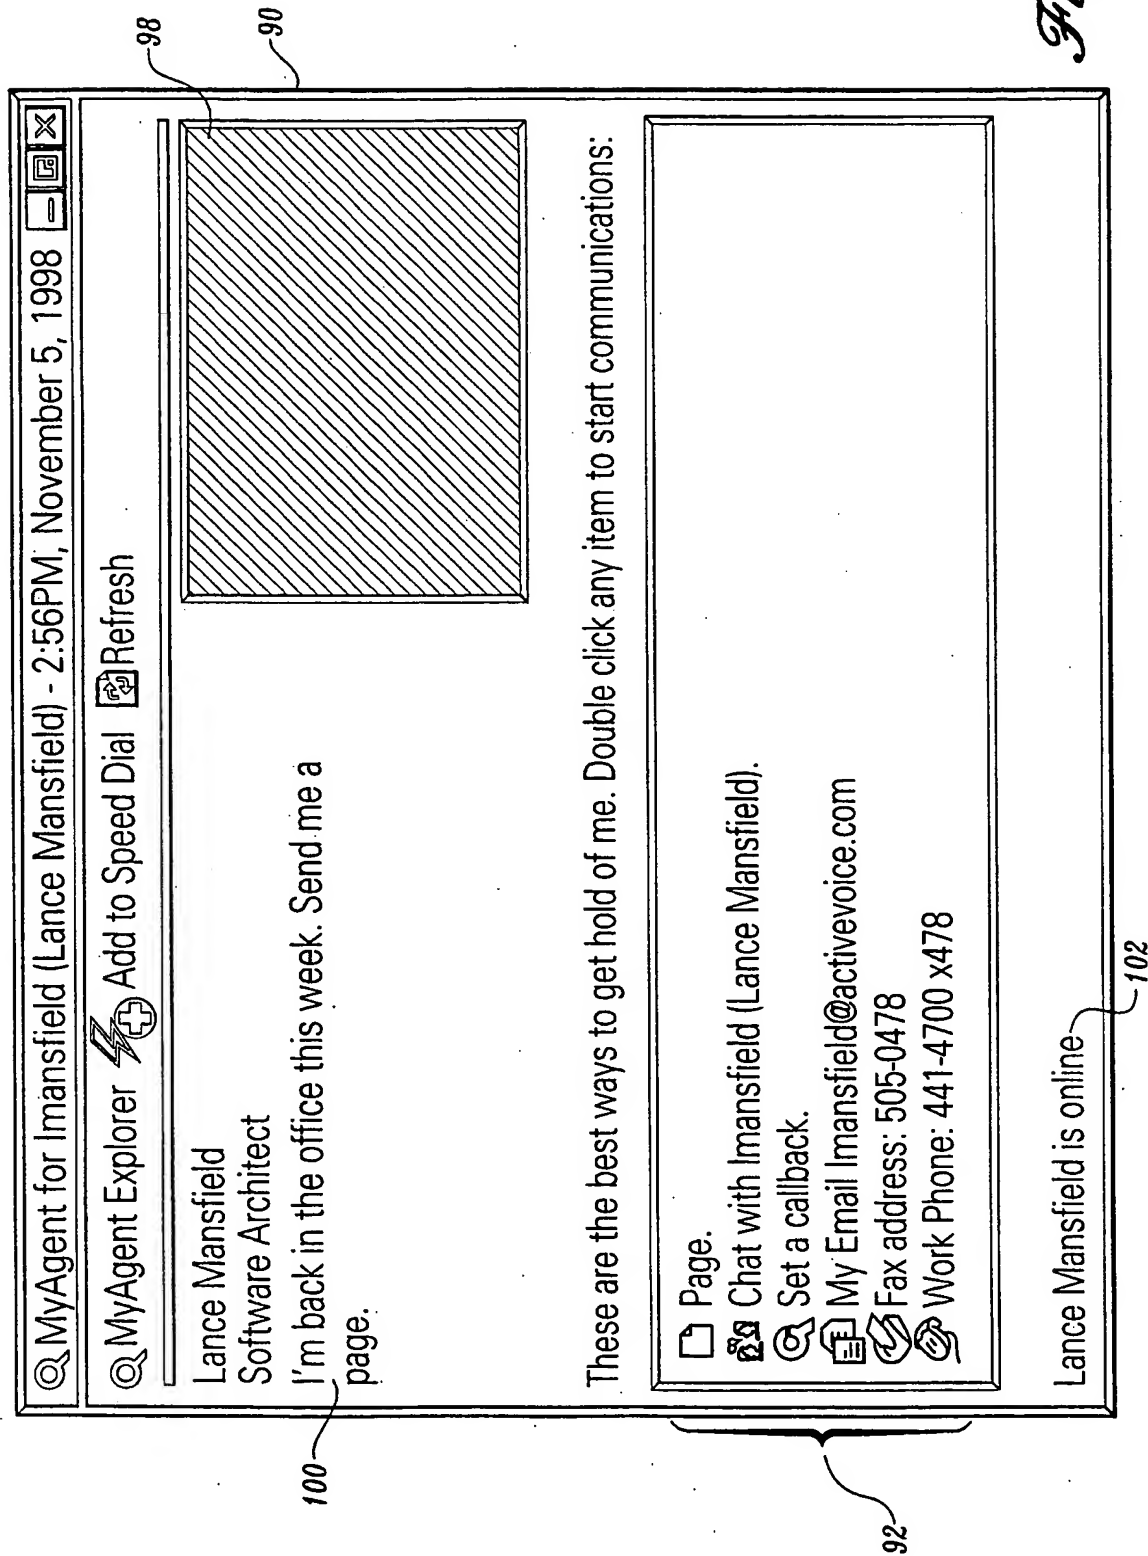 MyAgent for lmansfield (Lance Mansfield) - 2:56PM, November 5, 1998
MyAgent Explorer Add to Speed Dial Refresh
Lance Mansfield
Software Architect
I'm back in the office this week. Send me a
page.
These are the best ways to get hold of me. Double click any item to start communications:
Page.
Chat with lmansfield (Lance Mansfield).
Set a callback.
My Email lmansfield@activevoice.com
Fax address: 505-0478
Work Phone: 441-4700 x478
Lance Mansfield is online
98
90
100
92
102